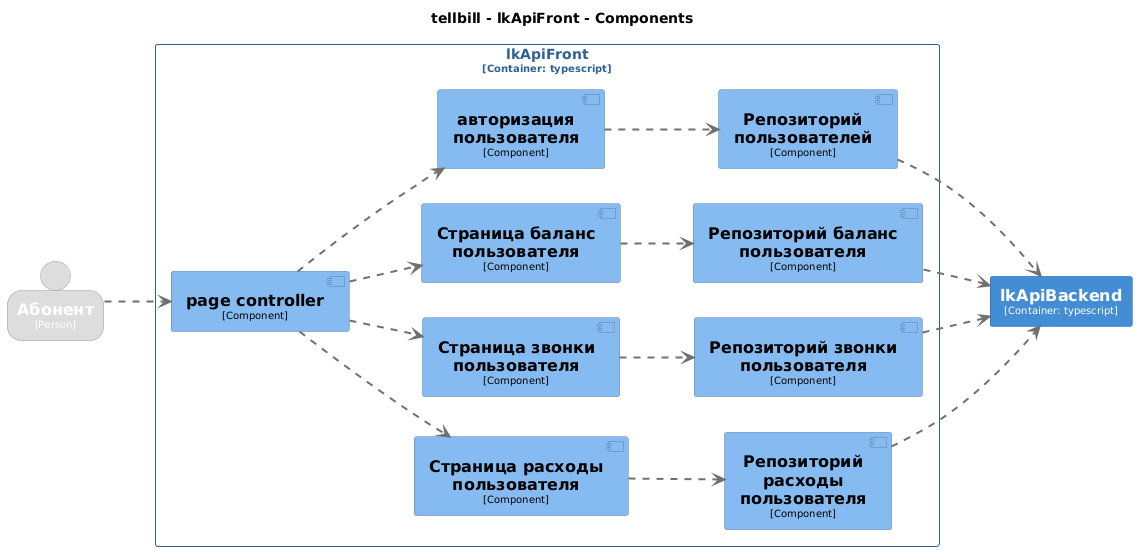 tellbill - lkApiFront - Components
lkApiFront
[Container: typescript]
авторизация
пользователя
[Component]
Репозиторий
пользователей
[Component]
Страница баланс
пользователя
[Component]
Репозиторий баланс
пользователя
[Component]
Абонент
[Person]
page controller
[Component]
lkApiBackend
[Container: typescript]
Страница звонки
пользователя
[Component]
Репозиторий звонки
пользователя
[Component]
Страница расходы
пользователя
[Component]
Репозиторий
расходы
пользователя
[Component]